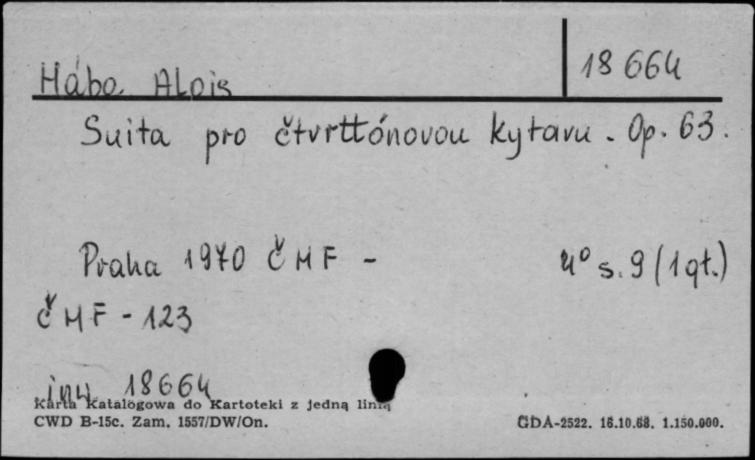 Hába Alois 18 664
Suita pro čtvrttónovou kytaru. Op. 63.
Praha 1970 ČHF - 4° s. 9 (1 qt.)
ČHF - 123
inw. 18664
Karta Katalogowa do Kartoteki z jedną linią
CWD B-15c. Zam. 1557/DW/On. GDA-2522. 16.10.68. 1.150.000.